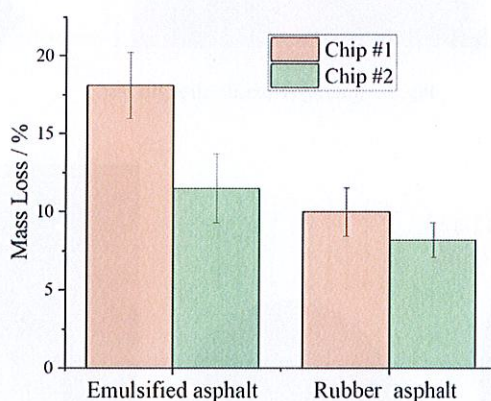 Mass Loss / %
20
15
10
5
0
Chip #1
Chip #2
Emulsified asphalt
Rubber asphalt